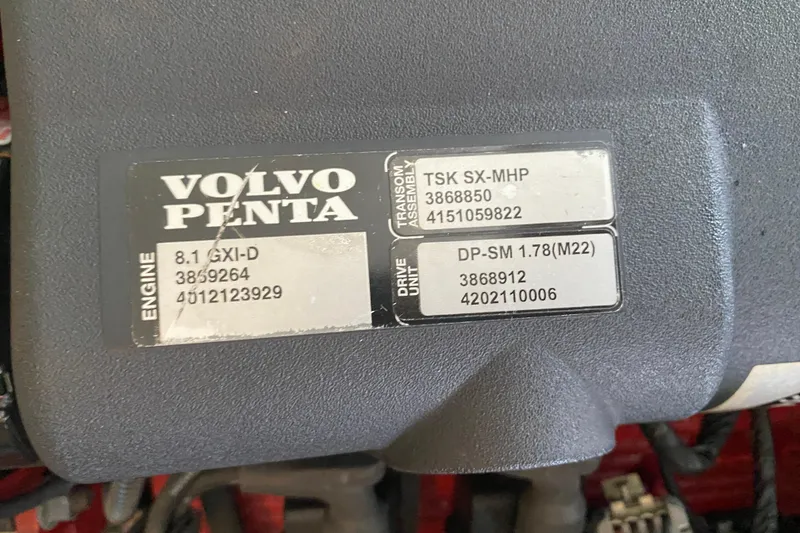 VOLVO
PENTA
ENGINE
8.1 GXI-D
3869264
4012123929
TRANSOM
ASSEMBLY
TSK SX-MHP
3868850
4151059822
DRIVE
UNIT
DP-SM 1.78(M22)
3868912
4202110006